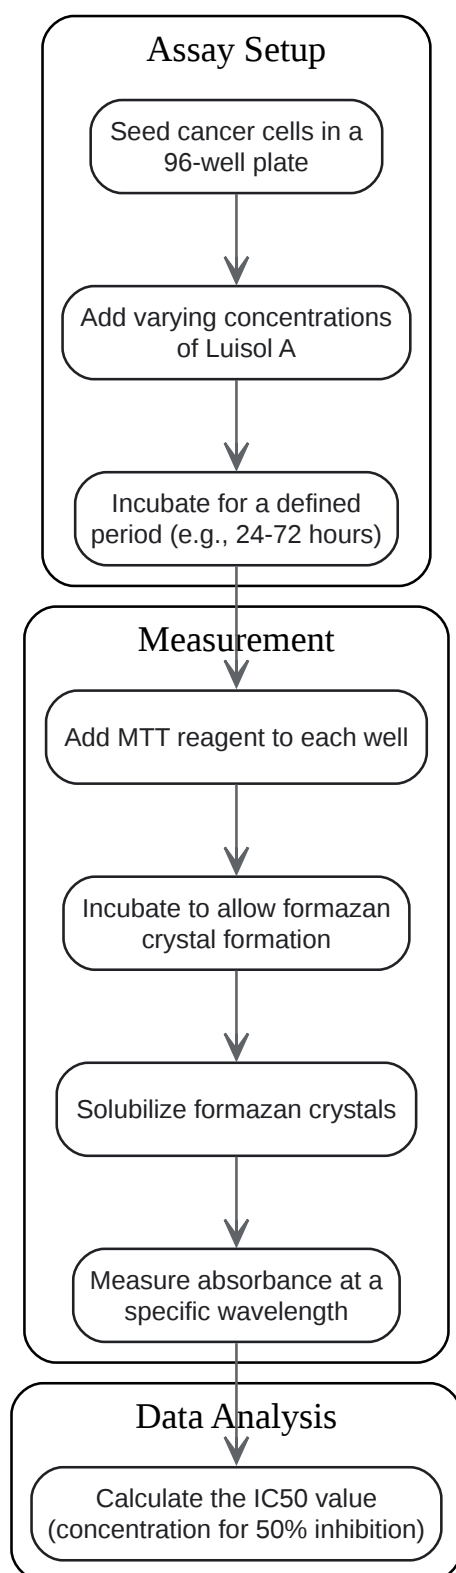 Assay Setup
Seed cancer cells in a
96-well plate
Add varying concentrations
of Luisol A
Incubate for a defined
period (e.g., 24-72 hours)
Measurement
Add MTT reagent to each well
Incubate to allow formazan
crystal formation
Solubilize formazan crystals
Measure absorbance at a
specific wavelength
Data Analysis
Calculate the IC50 value
(concentration for 50% inhibition)